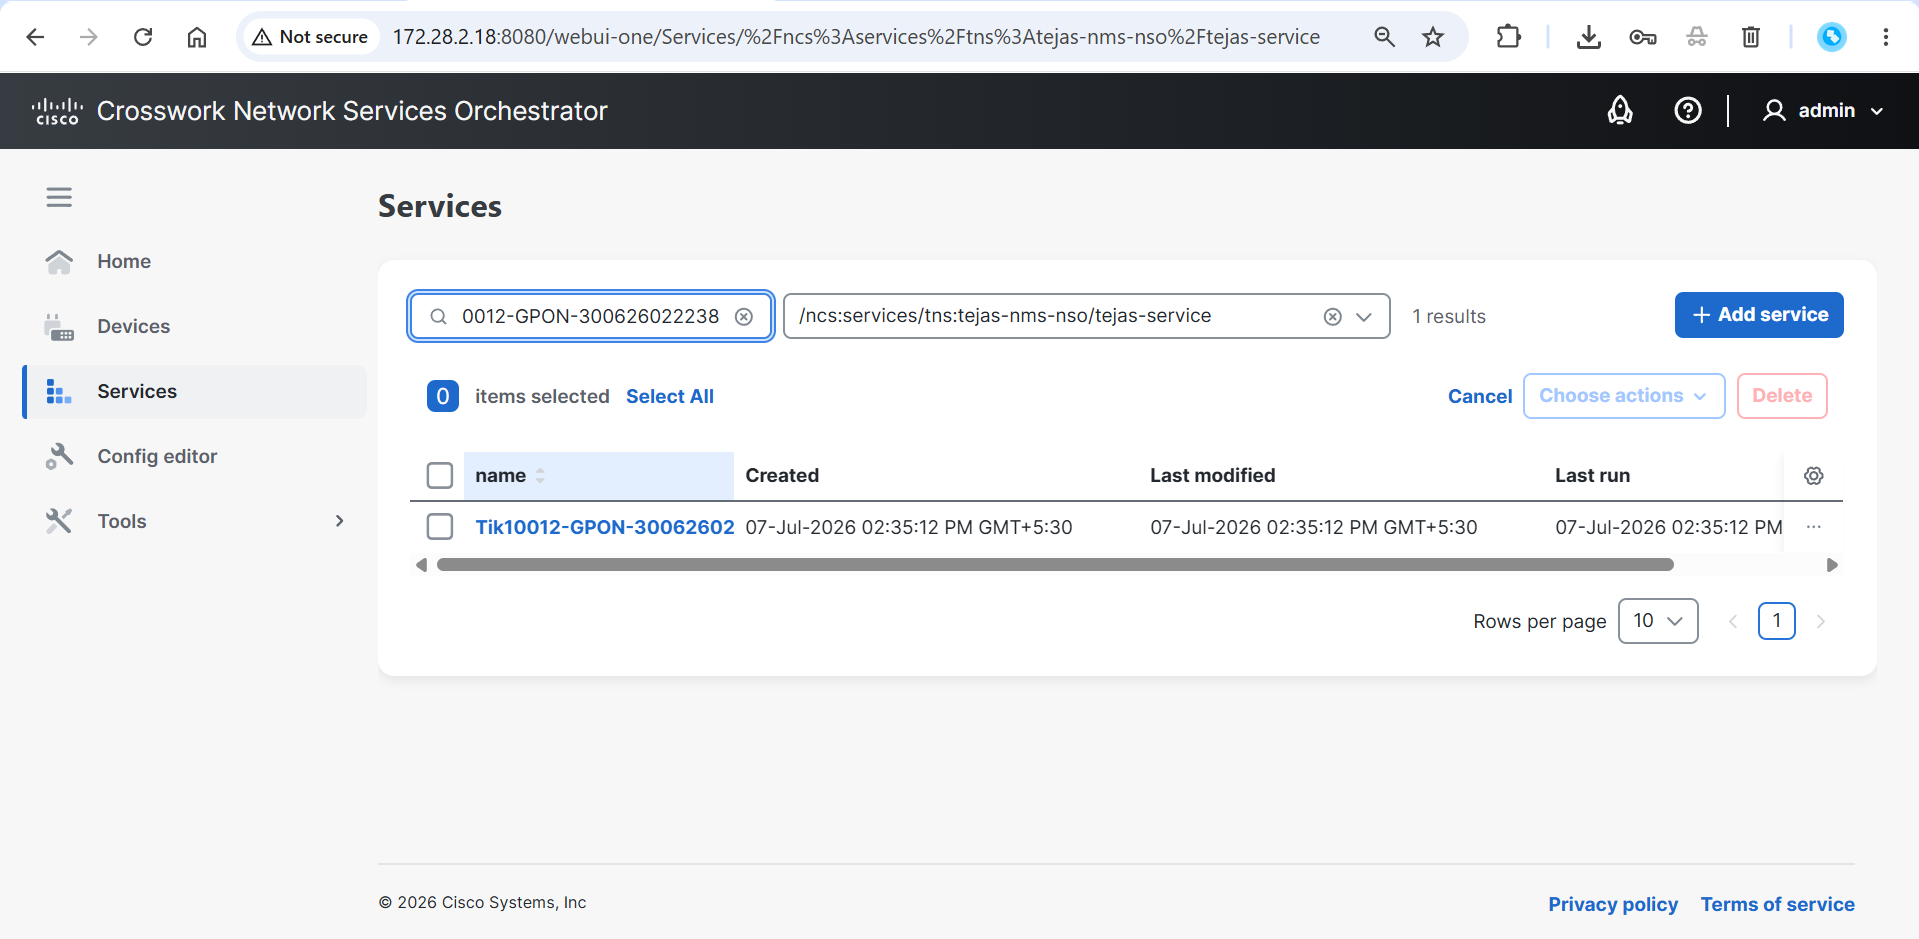 Not secure 172.28.2.18:8080/webui-one/Services/%2Fncs%3Aservices%2Ftns%3Atejas-nms-nso%2Ftejas-service
CISCO Crosswork Network Services Orchestrator admin
Services
Home
Devices
Services
Config editor
Tools
0012-GPON-300626022238 /ncs:services/tns:tejas-nms-nso/tejas-service 1 results + Add service
0 items selected Select All Cancel Choose actions Delete
name Created Last modified Last run
Tik10012-GPON-30062602 07-Jul-2026 02:35:12 PM GMT+5:30 07-Jul-2026 02:35:12 PM GMT+5:30 07-Jul-2026 02:35:12 PM ...
Rows per page 10 1
© 2026 Cisco Systems, Inc Privacy policy Terms of service